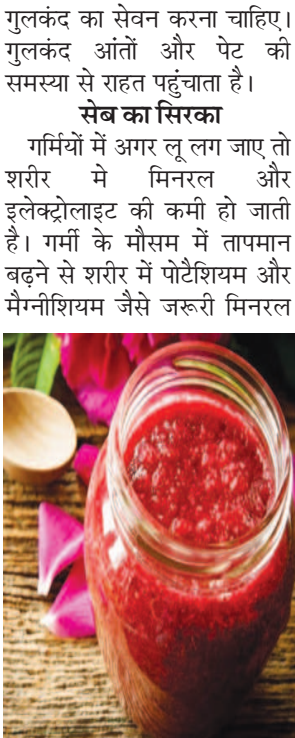 गुलकंद का सेवन करना चाहिए।
गुलकंद आंतों और पेट की
समस्या से राहत पहुंचाता है।
सेब का सिरका
गर्मियों में अगर लू लग जाए तो
शरीर मे मिनरल और
इलेक्ट्रोलाइट की कमी हो जाती
है। गर्मी के मौसम में तापमान
बढ़ने से शरीर में पोटैशियम और
मैग्नीशियम जैसे जरूरी मिनरल